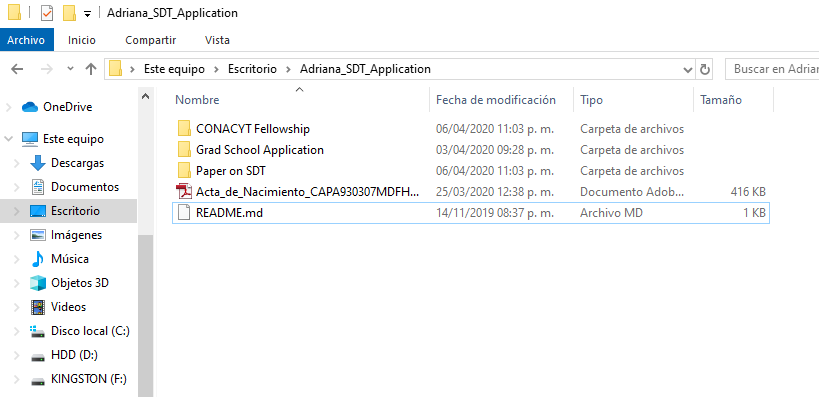 Adriana_SDT_Application
Archivo Inicio Compartir Vista
Este equipo > Escritorio > Adriana_SDT_Application Buscar en Adrian
Nombre Fecha de modificación Tipo Tamaño
OneDrive
Este equipo
Descargas
Documentos
Escritorio
Imágenes
Música
Objetos 3D
Videos
Disco local (C:)
HDD (D:)
KINGSTON (F:)
CONACYT Fellowship 06/04/2020 11:03 p. m. Carpeta de archivos
Grad School Application 03/04/2020 09:28 p. m. Carpeta de archivos
Paper on SDT 06/04/2020 11:03 p. m. Carpeta de archivos
Acta_de_Nacimiento_CAPA930307MDFH... 25/03/2020 12:38 p. m. Documento Adob... 416 KB
README.md 14/11/2019 08:37 p. m. Archivo MD 1 KB